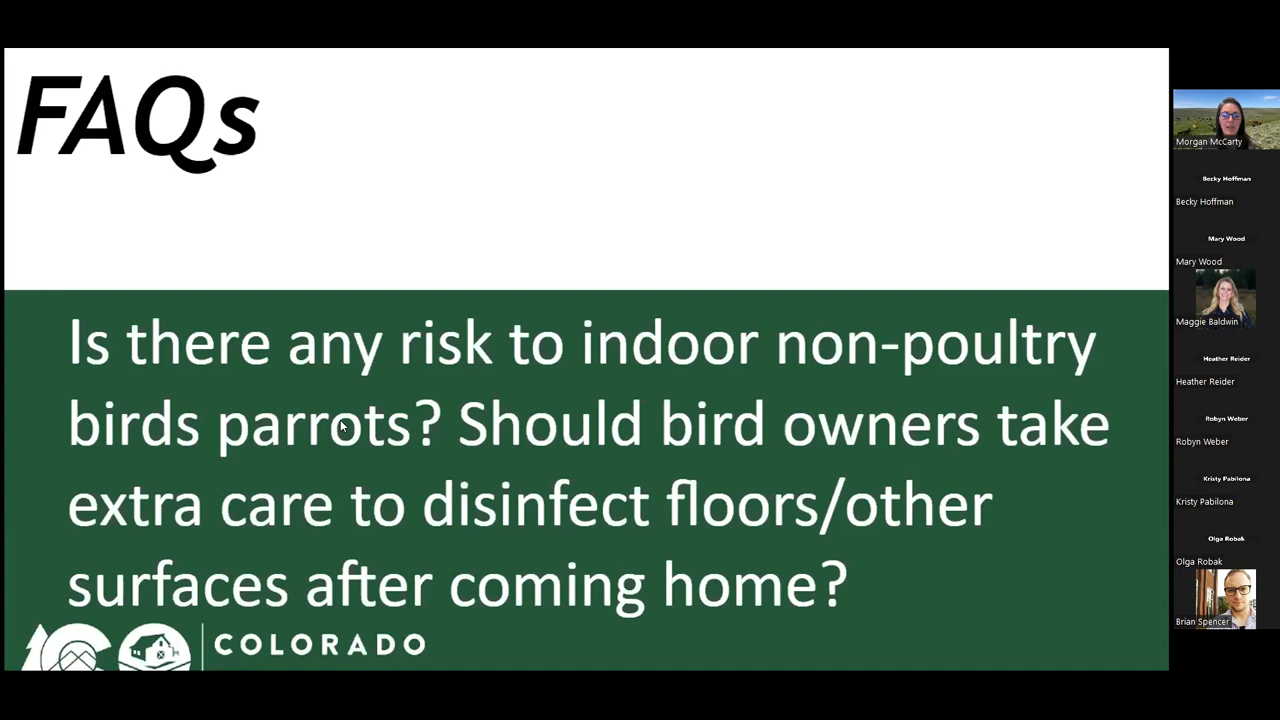 FAQs
Is there any risk to indoor non-poultry
birds parrots? Should bird owners take
extra care to disinfect floors/other
surfaces after coming home?
COLORADO
Morgan McCarty
Becky Hoffman
Becky Hoffman
Mary Wood
Mary Wood
Maggie Baldwin
Heather Reider
Heather Reider
Robyn Weber
Robyn Weber
Kristy Pabilona
Kristy Pabilona
Olga Robak
Olga Robak
Brian Spencer